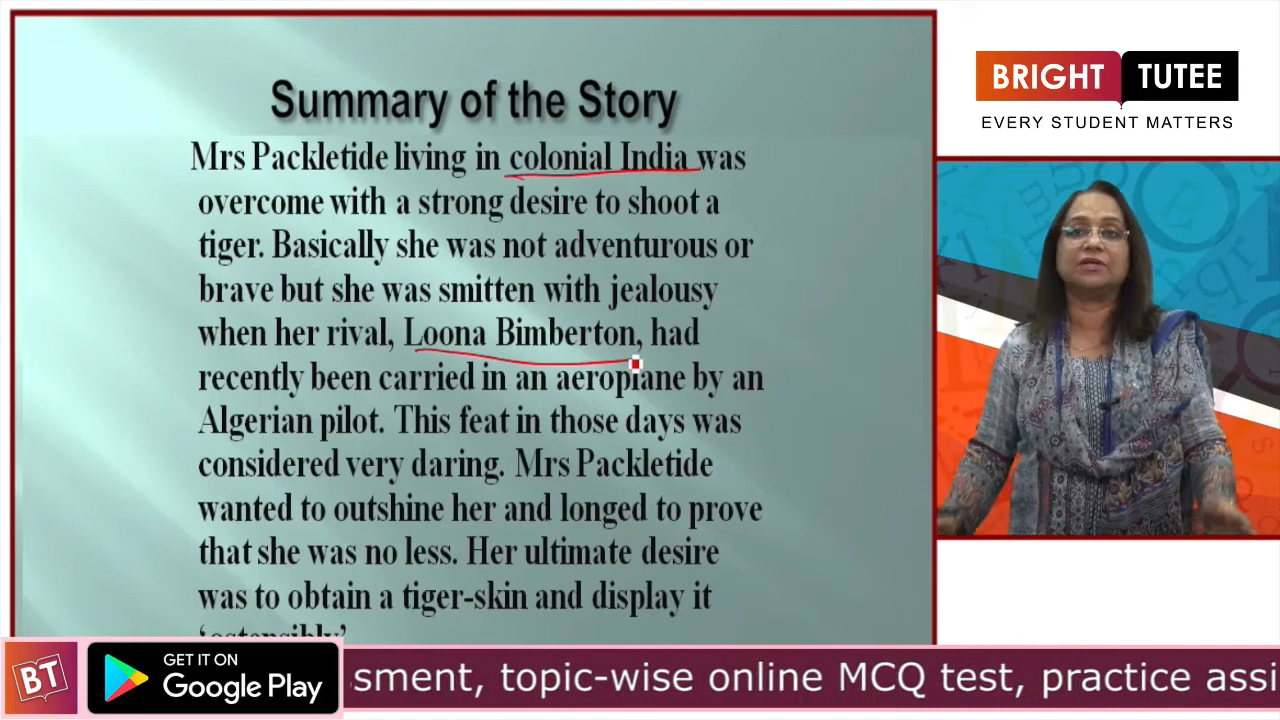 Summary of the Story
Mrs Packletide living in colonial India was
overcome with a strong desire to shoot a
tiger. Basically she was not adventurous or
brave but she was smitten with jealousy
when her rival, Loona Bimberton, had
recently been carried in an aeroplane by an
Algerian pilot. This feat in those days was
considered very daring. Mrs Packletide
wanted to outshine her and longed to prove
that she was no less. Her ultimate desire
was to obtain a tiger-skin and display it
‘ostensibly’
BRIGHT TUTEE
EVERY STUDENT MATTERS
BT
GET IT ON
Google Play
sment, topic-wise online MCQ test, practice assi